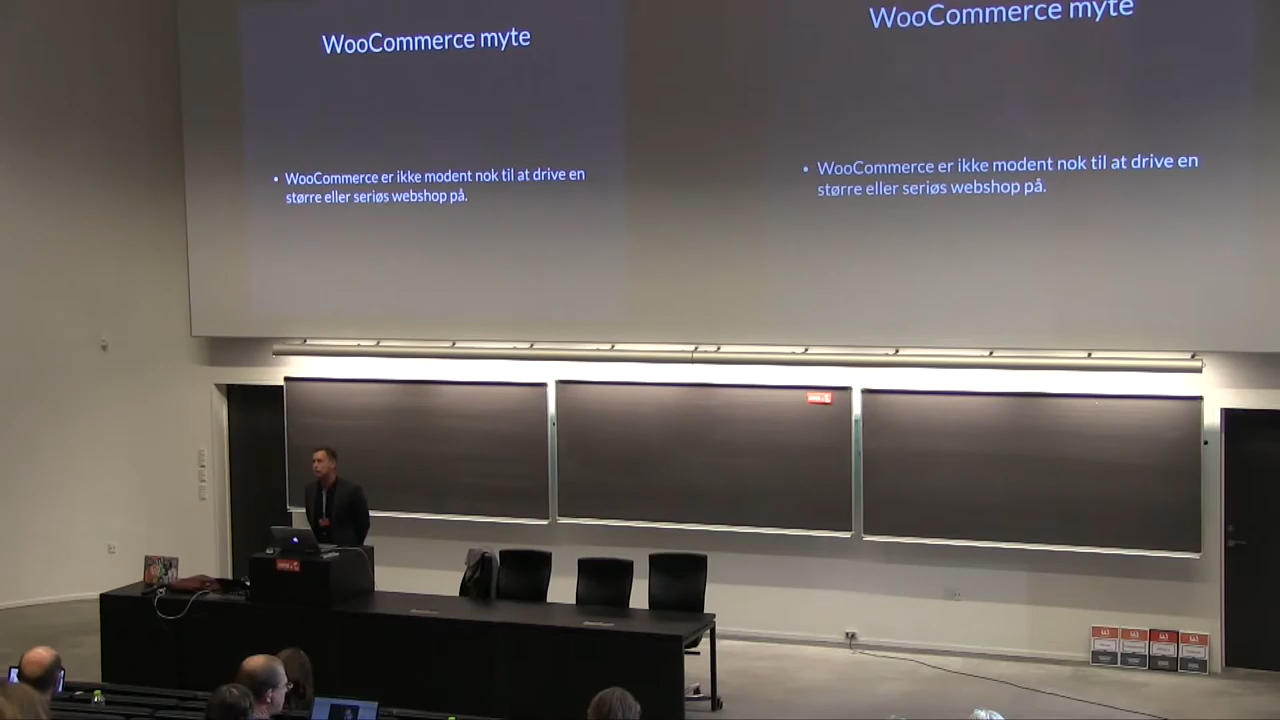 WooCommerce myte
• WooCommerce er ikke modent nok til at drive en
større eller seriøs webshop på.
WooCommerce myte
• WooCommerce er ikke modent nok til at drive en
større eller seriøs webshop på.